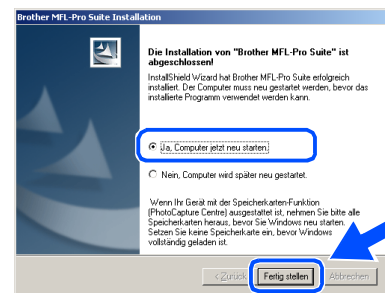 Brother MFL-Pro Suite Installation
Die Installation von "Brother MFL-Pro Suite" ist
abgeschlossen!
InstallShield Wizard hat Brother MFL-Pro Suite erfolgreich
installiert. Der Computer muss neu gestartet werden, bevor das
installierte Programm verwendet werden kann.
Ja, Computer jetzt neu starten.
Nein, Computer wird später neu gestartet.
Wenn Ihr Gerät mit der Speicherkarten-Funktion
(PhotoCapture Centre) ausgestattet ist, nehmen Sie bitte alle
Speicherkarten heraus, bevor Sie Windows neu starten.
Setzen Sie keine Speicherkate ein, bevor Windows
vollständig geladen ist.
< Zurück Fertig stellen Abbrechen